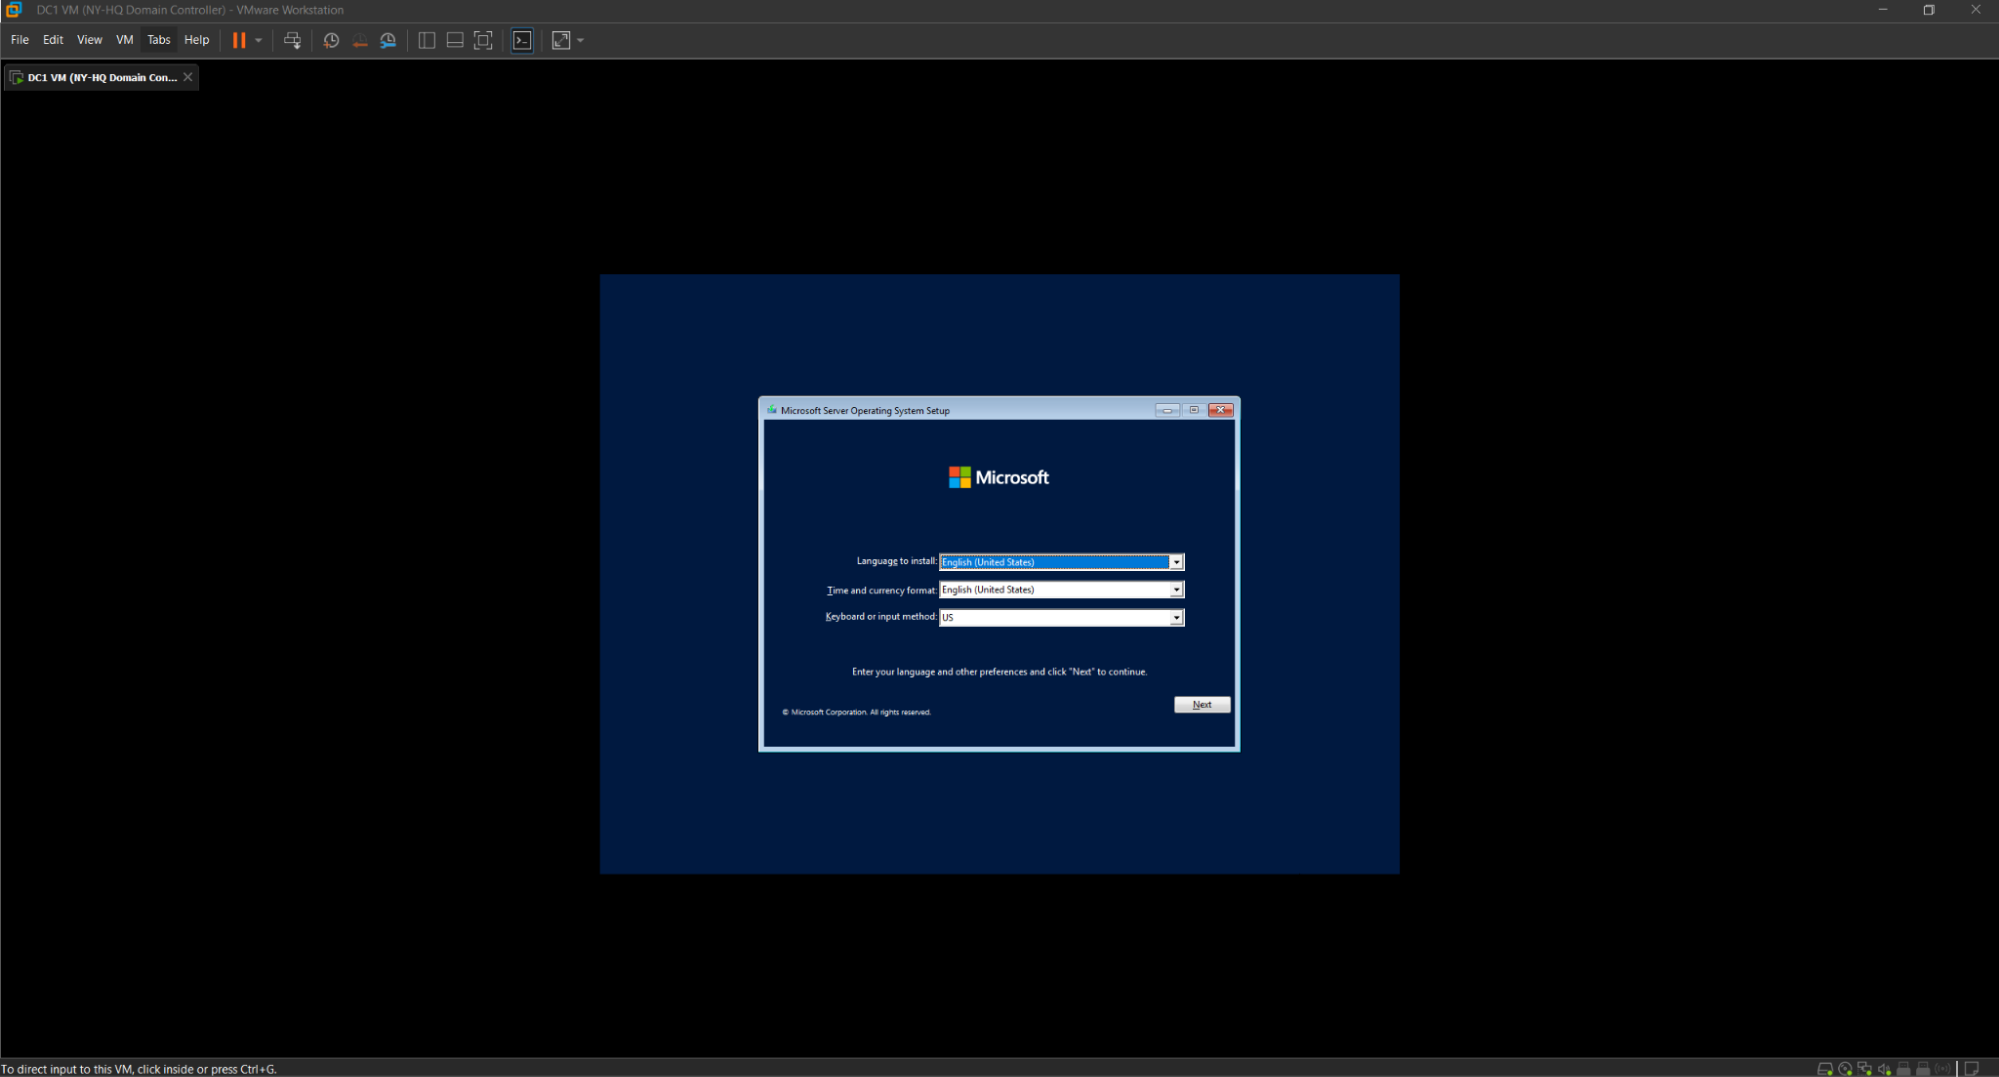 DC1 VM (NY-HQ Domain Controller) - VMware Workstation
File Edit View VM Tabs Help
DC1 VM (NY-HQ Domain Con...
Microsoft Server Operating System Setup
Microsoft
Language to install: English (United States)
Time and currency format: English (United States)
Keyboard or input method: US
Enter your language and other preferences and click "Next" to continue.
Next
© Microsoft Corporation. All rights reserved.
To direct input to this VM, click inside or press Ctrl+G.